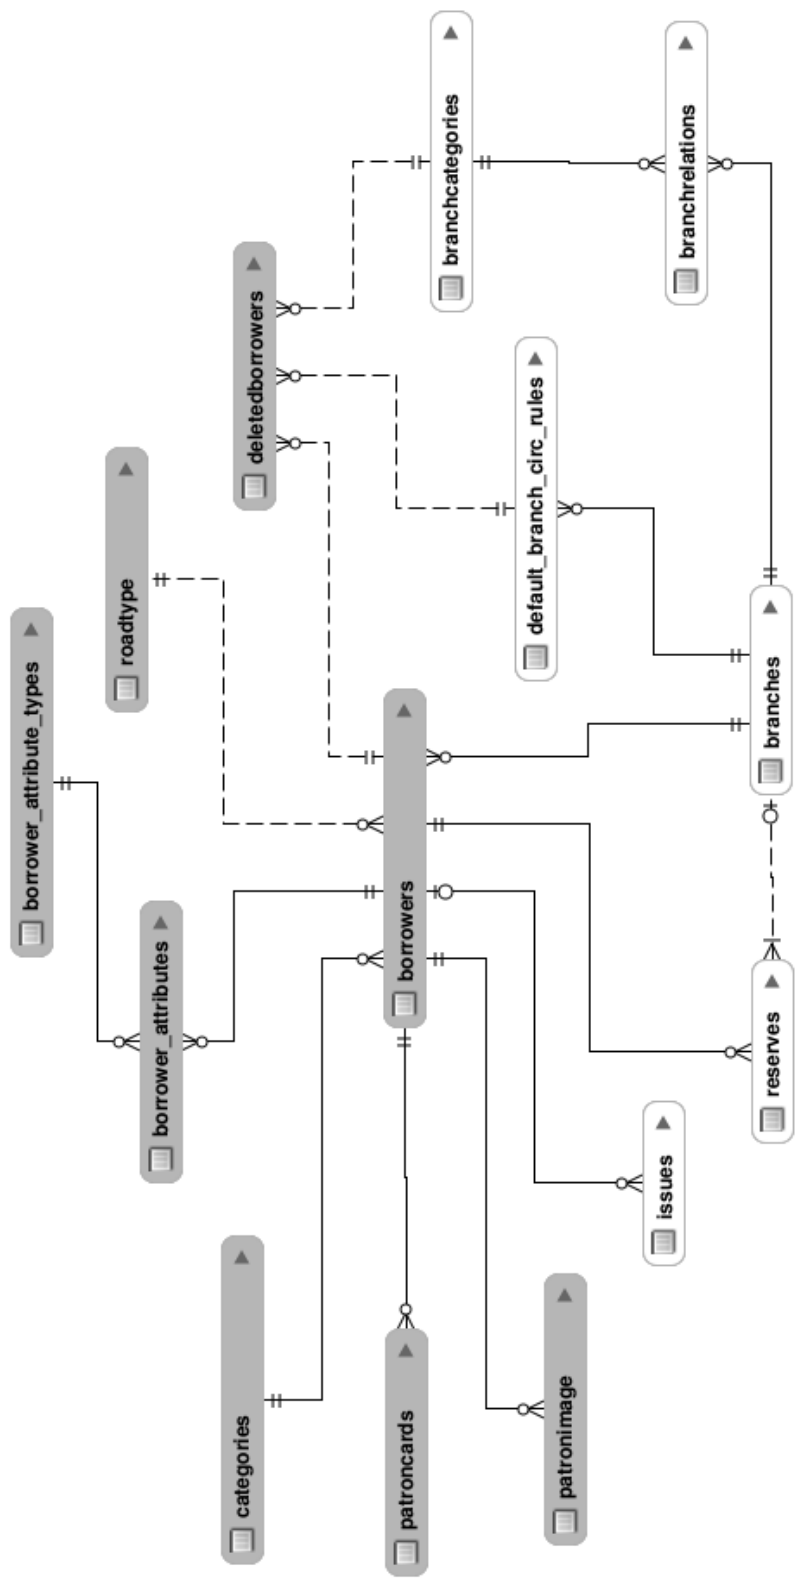 borrower_attribute_types
roadtype
borrower_attributes
deletedborrowers
categories
borrowers
branchcategories
patroncards
default_branch_circ_rules
patronimage
issues
branchrelations
reserves
branches